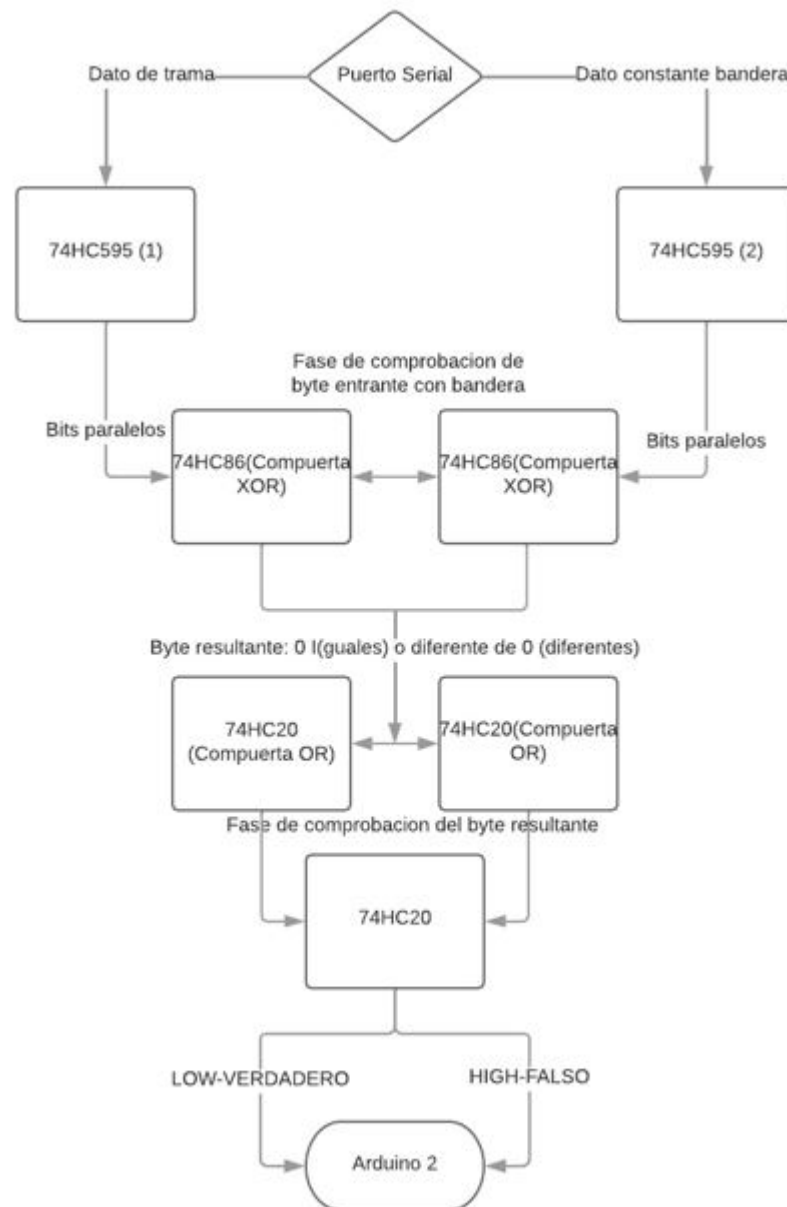 Puerto Serial
Dato de trama
Dato constante bandera
74HC595 (1)
74HC595 (2)
Fase de comprobacion de
byte entrante con bandera
Bits paralelos
Bits paralelos
74HC86(Compuerta
XOR)
74HC86(Compuerta
XOR)
Byte resultante: 0 I(guales) o diferente de 0 (diferentes)
74HC20
(Compuerta OR)
74HC20(Compuerta
OR)
Fase de comprobacion del byte resultante
74HC20
LOW-VERDADERO
HIGH-FALSO
Arduino 2